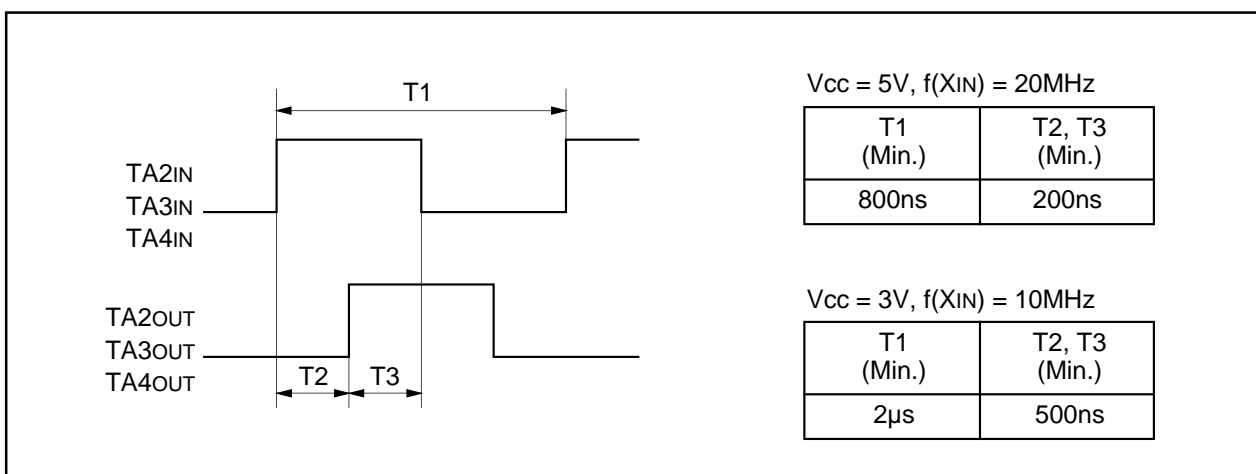 T1
TA2IN
TA3IN
TA4IN
TA2OUT
TA3OUT
TA4OUT
T2 T3
Vcc = 5V, f(XIN) = 20MHz
T1 T2, T3
(Min.) (Min.)
800ns 200ns
Vcc = 3V, f(XIN) = 10MHz
T1 T2, T3
(Min.) (Min.)
2µs 500ns